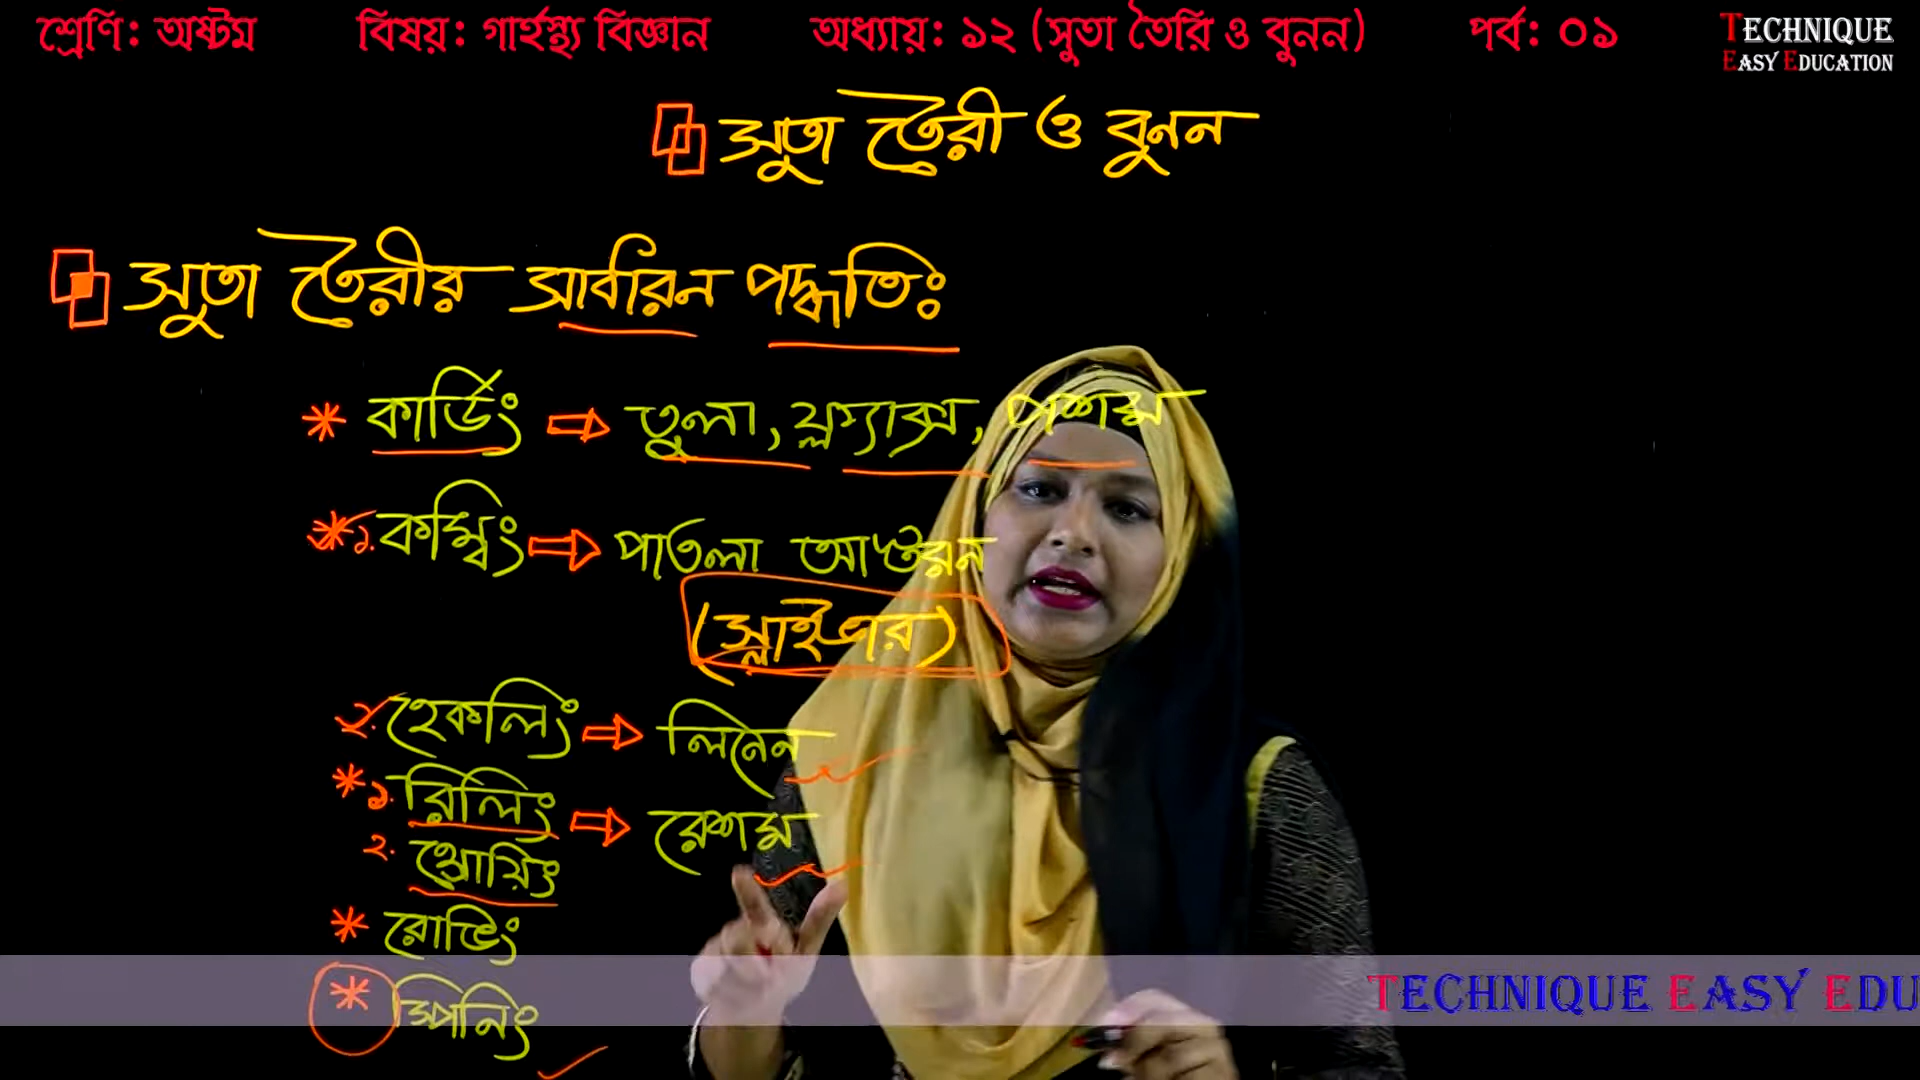 শ্রেণি: অষ্টম বিষয়: গার্হস্থ্য বিজ্ঞান অধ্যায়: ১২ (সুতা তৈরি ও বুনন) পর্ব: ০১
TECHNIQUE
EASY EDUCATION
সুতা তৈরী ও বুনন
সুতা তৈরীর পদ্ধতিঃ
* কার্ডিং ⇨ তুলা, ফ্ল্যাক্স, পশম
* ১. কম্বিং ⇨ পাতলা আস্তরন
(স্লাইভার)
২. হেকলিং ⇨ লিনেন
* ১. রিলিং ⇨ রেশম
২. থ্রোয়িং
* রোভিং
* স্পিনিং
TECHNIQUE EASY EDU